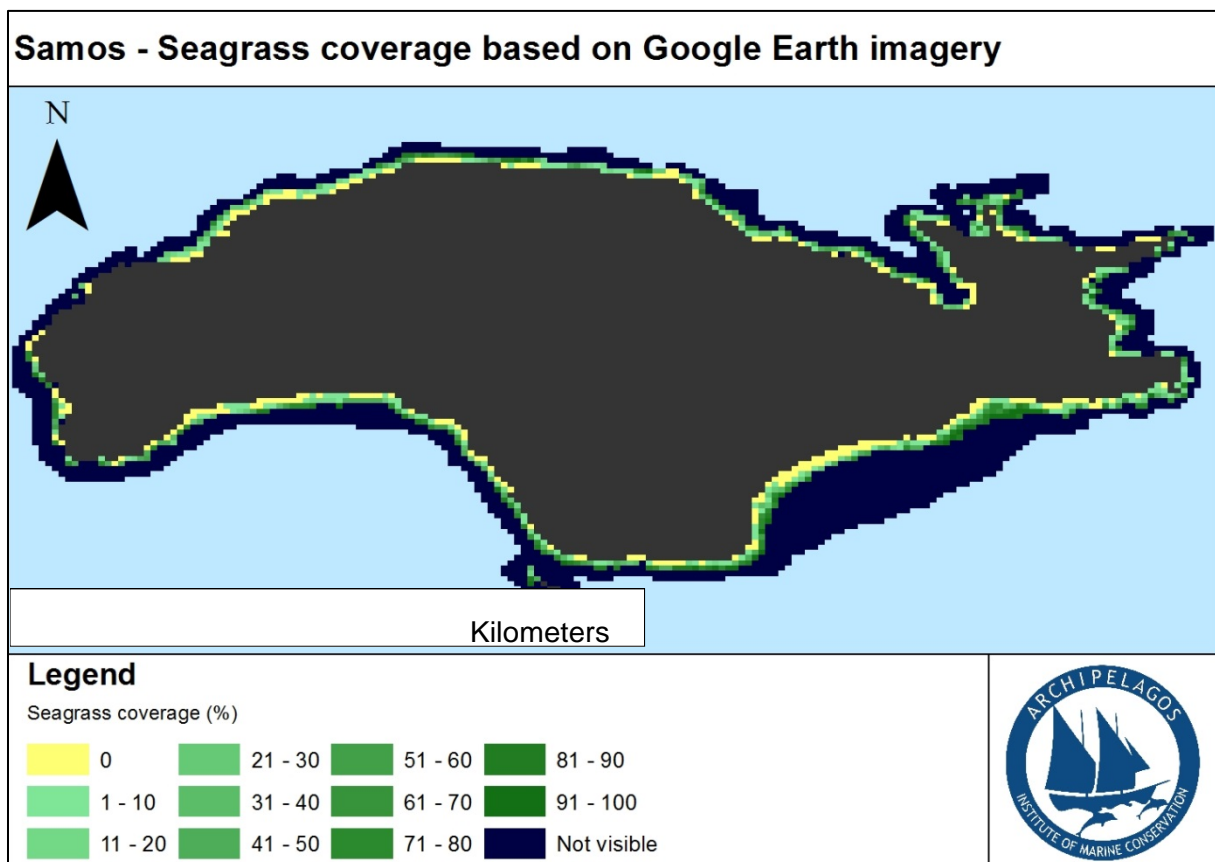 Samos - Seagrass coverage based on Google Earth imagery
N
Kilometers
Legend
Seagrass coverage (%)
0
1 - 10
11 - 20
21 - 30
31 - 40
41 - 50
51 - 60
61 - 70
71 - 80
81 - 90
91 - 100
Not visible
ARCHIPELAGOS
INSTITUTE OF MARINE CONSERVATION